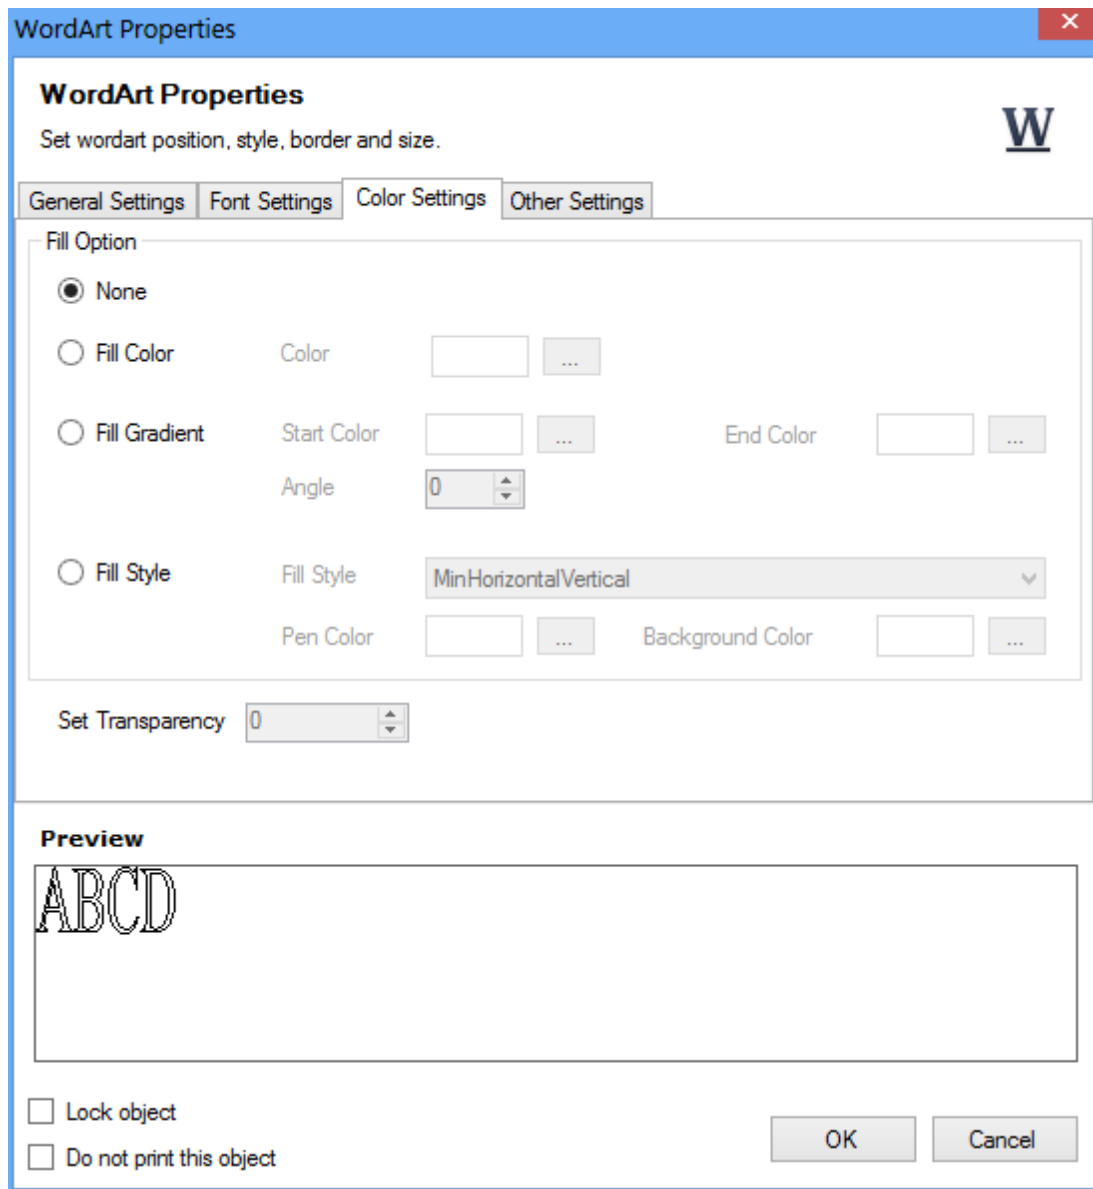 WordArt Properties
WordArt Properties
Set wordart position, style, border and size.
W
General Settings Font Settings Color Settings Other Settings
Fill Option
None
Fill Color Color ...
Fill Gradient Start Color ... End Color ...
Angle 0
Fill Style Fill Style MinHorizontalVertical
Pen Color ... Background Color ...
Set Transparency 0
Preview
ABCD
Lock object
Do not print this object
OK Cancel